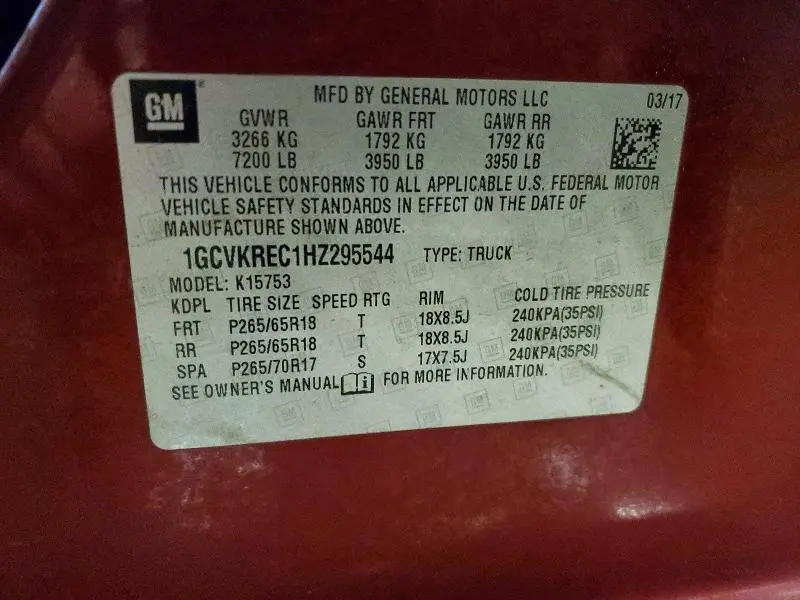 GM
MFD BY GENERAL MOTORS LLC 03/17
GVWR GAWR FRT GAWR RR
3266 KG 1792 KG 1792 KG
7200 LB 3950 LB 3950 LB
THIS VEHICLE CONFORMS TO ALL APPLICABLE U.S. FEDERAL MOTOR
VEHICLE SAFETY STANDARDS IN EFFECT ON THE DATE OF
MANUFACTURE SHOWN ABOVE.
1GCVKREC1HZ295544 TYPE: TRUCK
MODEL: K15753
KDPL TIRE SIZE SPEED RTG RIM COLD TIRE PRESSURE
FRT P265/65R18 T 18X8.5J 240KPA(35PSI)
RR P265/65R18 T 18X8.5J 240KPA(35PSI)
SPA P265/70R17 S 17X7.5J 240KPA(35PSI)
SEE OWNER'S MANUAL FOR MORE INFORMATION.